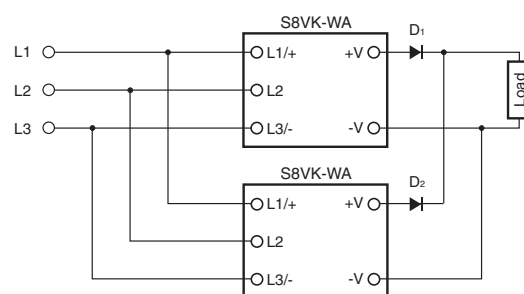 S8VK-WA
D1
L1
L1/+
+V
L2
L2
L3
L3/-
-V
Load
S8VK-WA
D2
L1/+
+V
L2
L3/-
-V